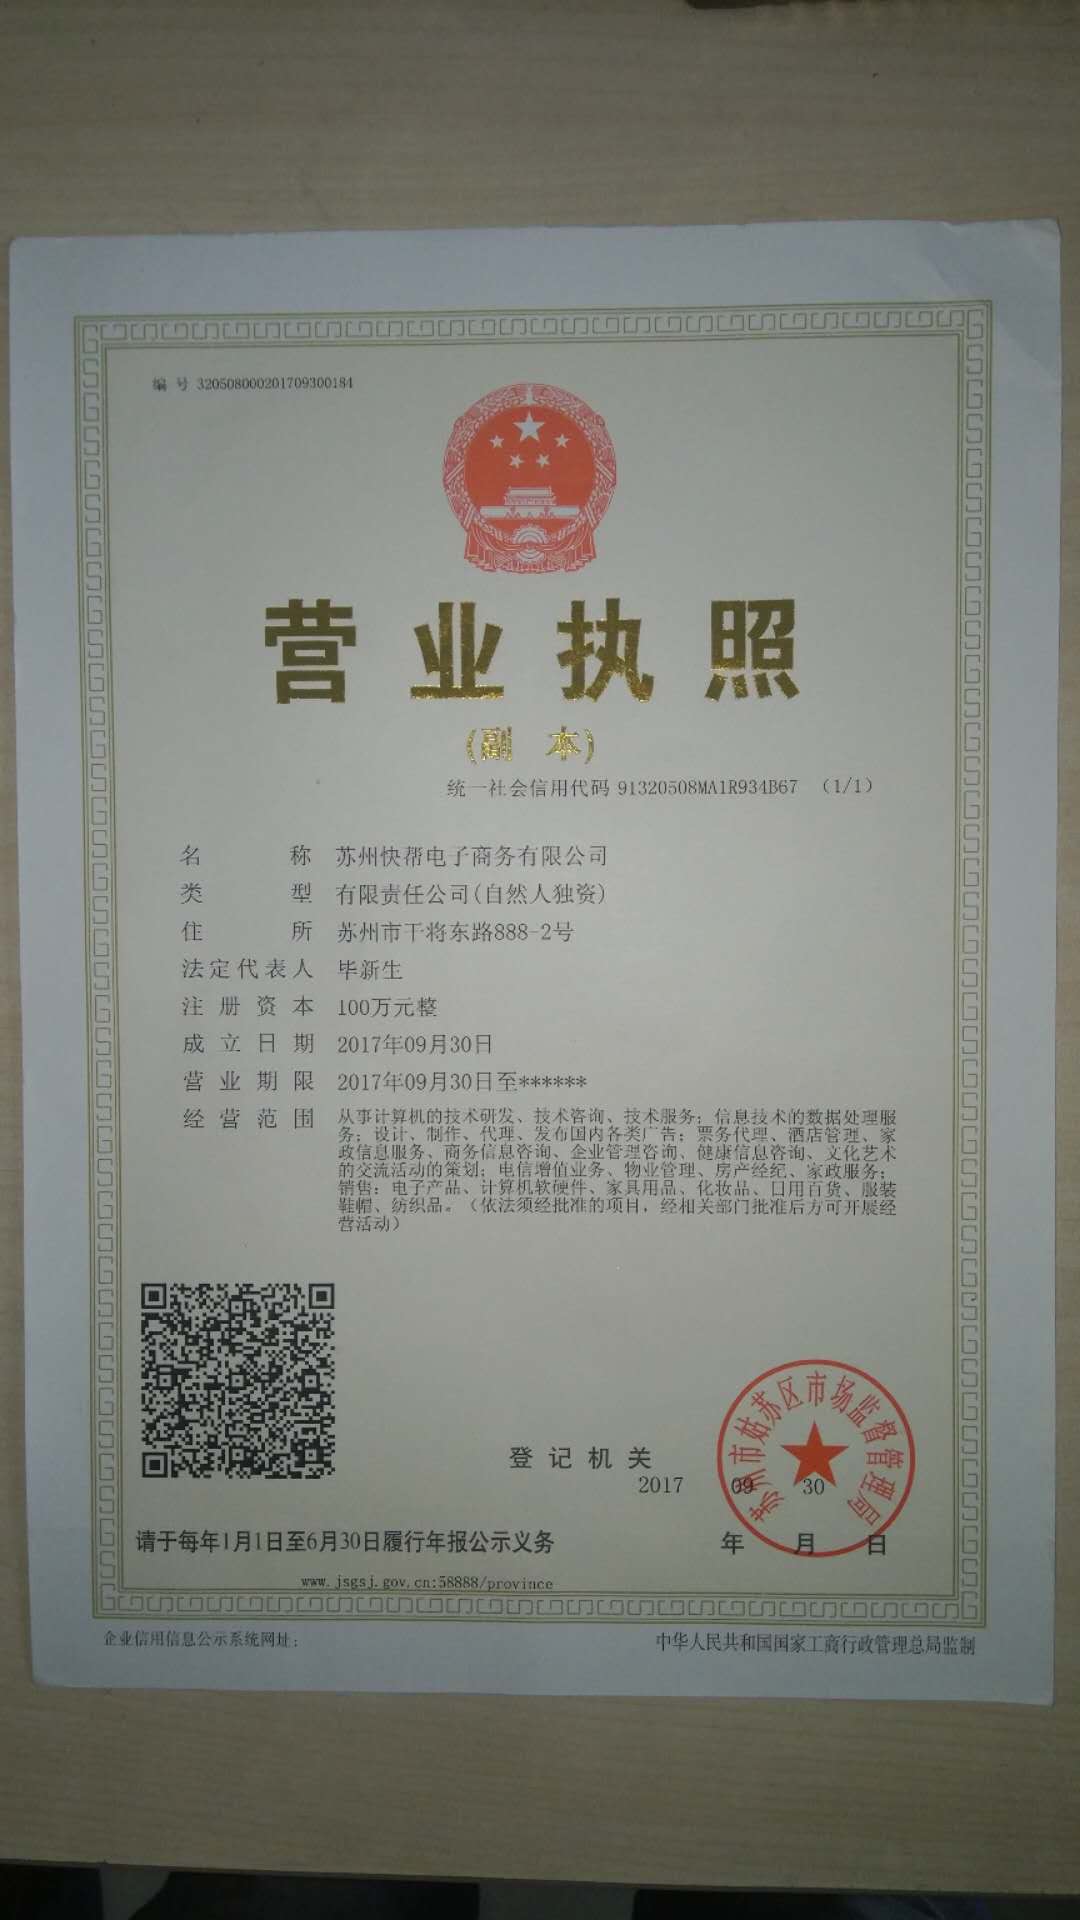 编 号 320508000201709300184
营业执照
(副 本)
统一社会信用代码 91320508MA1R934B67 (1/1)
名 称 苏州快帮电子商务有限公司
类 型 有限责任公司(自然人独资)
住 所 苏州市干将东路888-2号
法定代表人 毕新生
注册资本 100万元整
成立日期 2017年09月30日
营业期限 2017年09月30日至******
经营范围 从事计算机的技术研发、技术咨询、技术服务；信息技术的数据处理服
务；设计、制作、代理、发布国内各类广告；票务代理、酒店管理、家
政信息服务、商务信息咨询、企业管理咨询、健康信息咨询、文化艺术
的交流活动的策划；电信增值业务、物业管理、房产经纪、家政服务；
销售：电子产品、计算机软硬件、家具用品、化妆品、日用百货、服装
鞋帽、纺织品。（依法须经批准的项目，经相关部门批准后方可开展经
营活动）
苏州市姑苏区市场监督管理局
登记机关
2017 09 30
年 月 日
请于每年1月1日至6月30日履行年报公示义务
www.jsgsj.gov.cn:58888/province
企业信用信息公示系统网址：
中华人民共和国国家工商行政管理总局监制